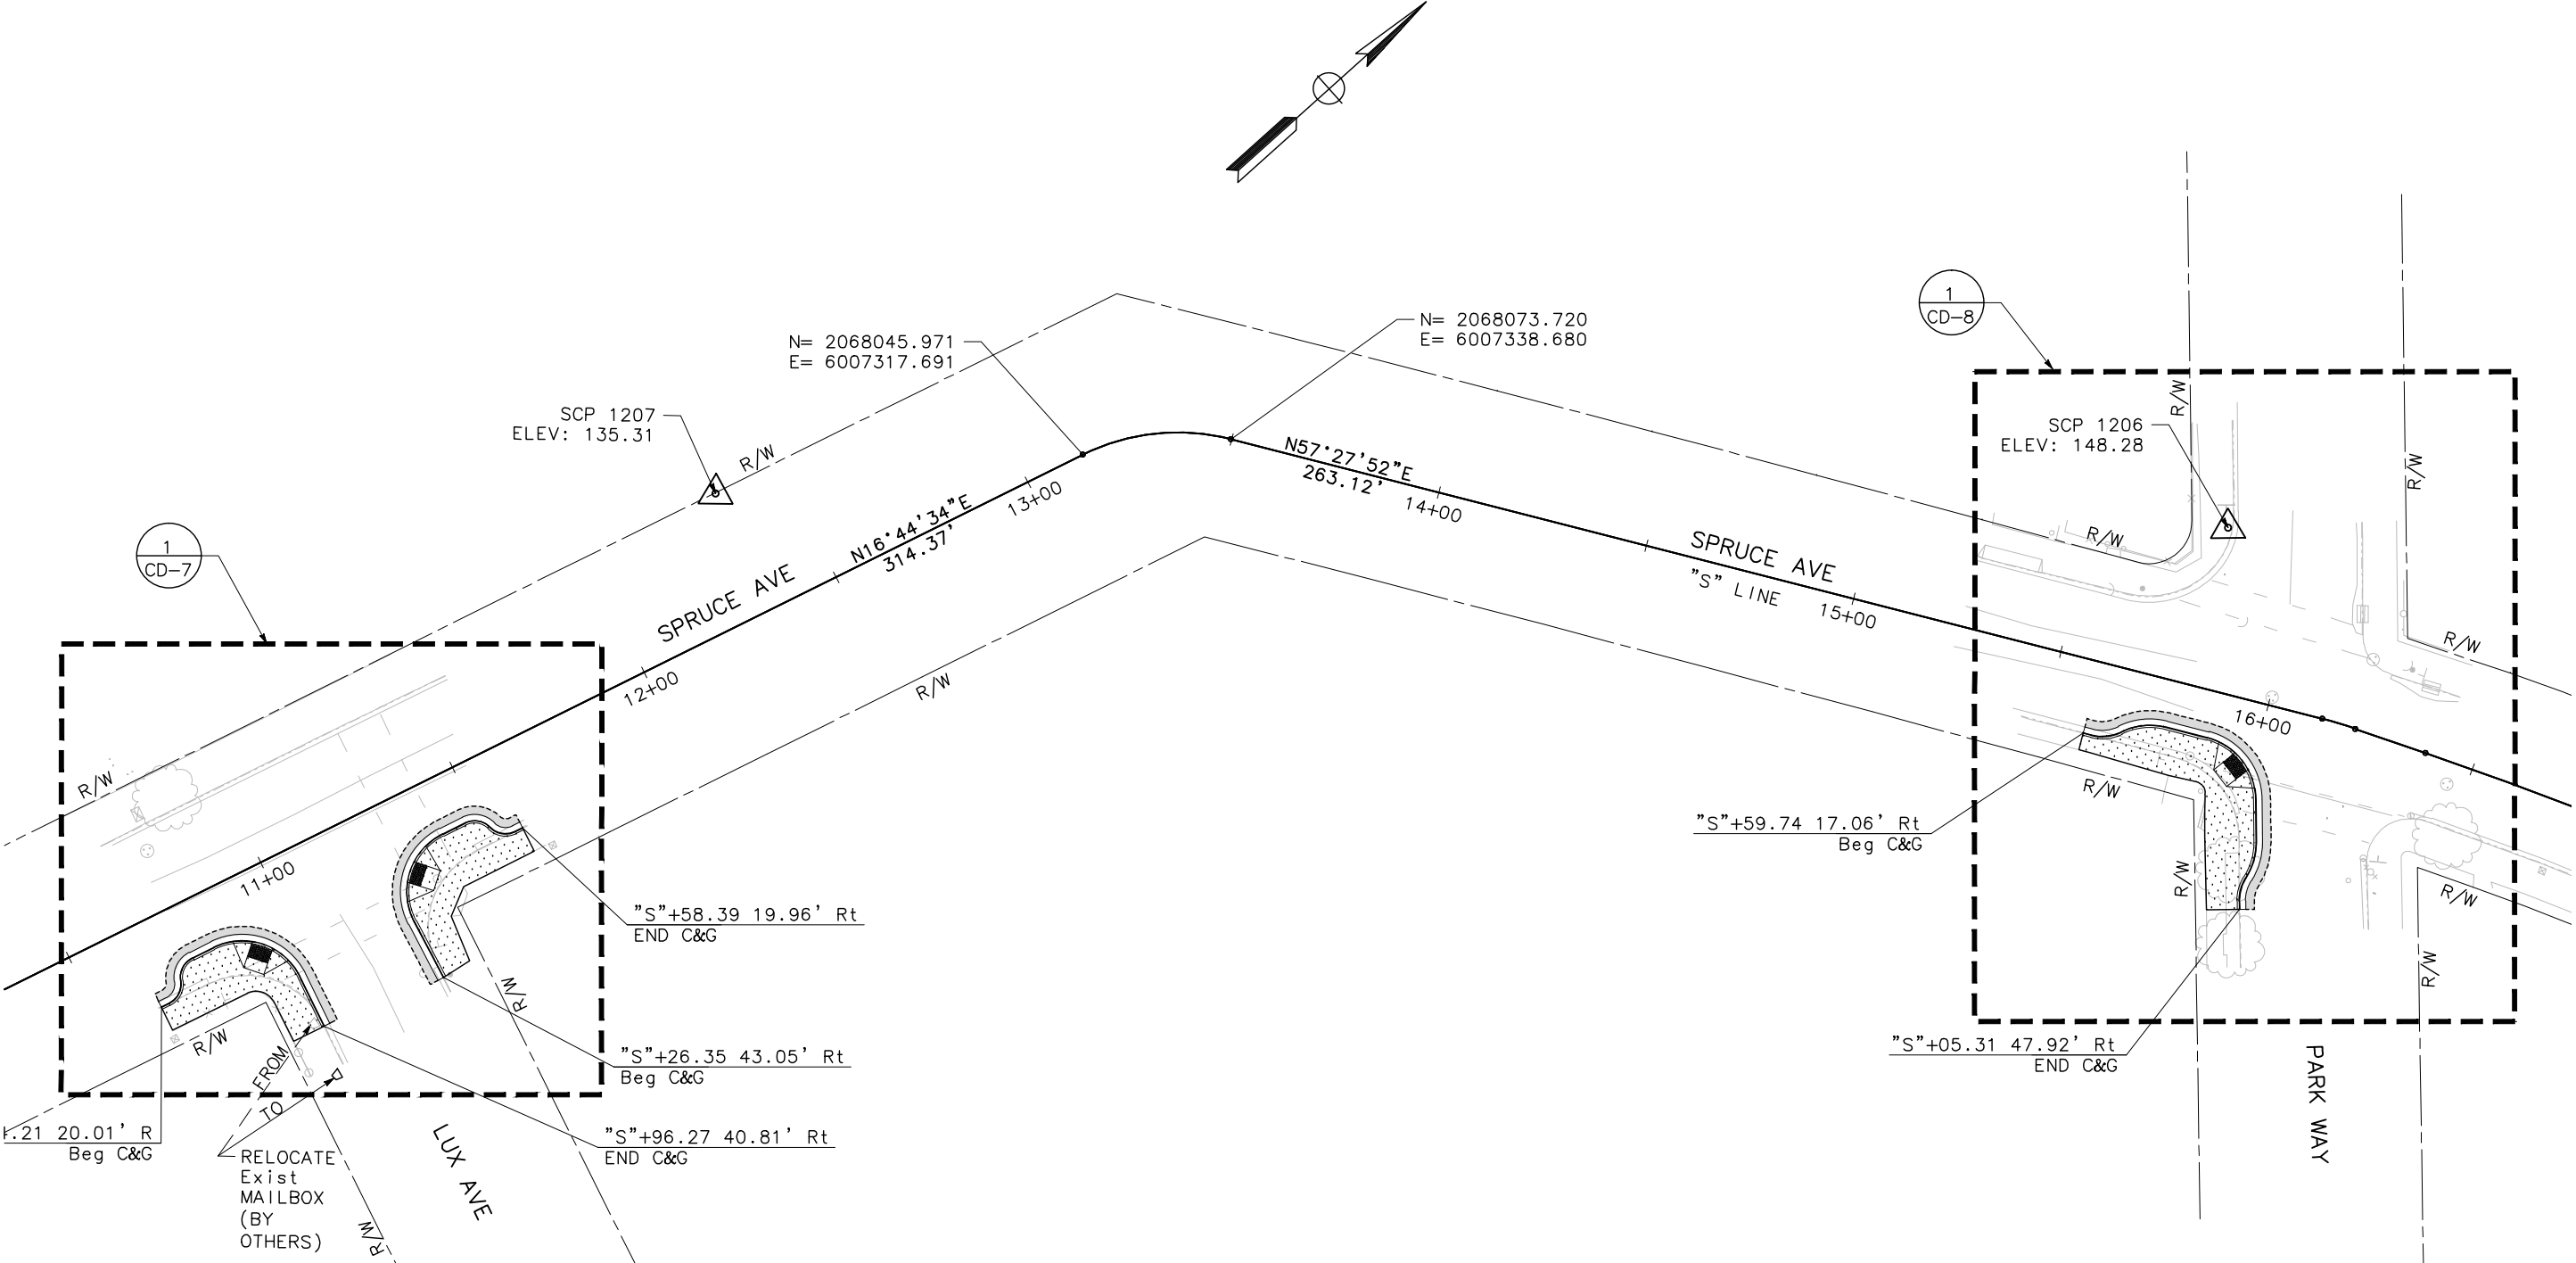 N= 2068045.971
E= 6007317.691
N= 2068073.720
E= 6007338.680
1
CD-8
SCP 1207
ELEV: 135.31
R/W
R/W
R/W
SCP 1206
ELEV: 148.28
R/W
R/W
1
CD-7
N16°44'34"E
314.37'
13+00
N57°27'52"E
263.12'
14+00
SPRUCE AVE
12+00
R/W
SPRUCE AVE
"S" LINE
15+00
16+00
R/W
R/W
11+00
R/W
"S"+59.74 17.06' Rt
Beg C&G
R/W
R/W
R/W
"S"+58.39 19.96' Rt
END C&G
R/W
R/W
"S"+26.35 43.05' Rt
Beg C&G
"S"+05.31 47.92' Rt
END C&G
FROM
TO
.21 20.01' R
Beg C&G
"S"+96.27 40.81' Rt
END C&G
RELOCATE
Exist
MAILBOX
(BY
OTHERS)
R/W
LUX AVE
PARK WAY